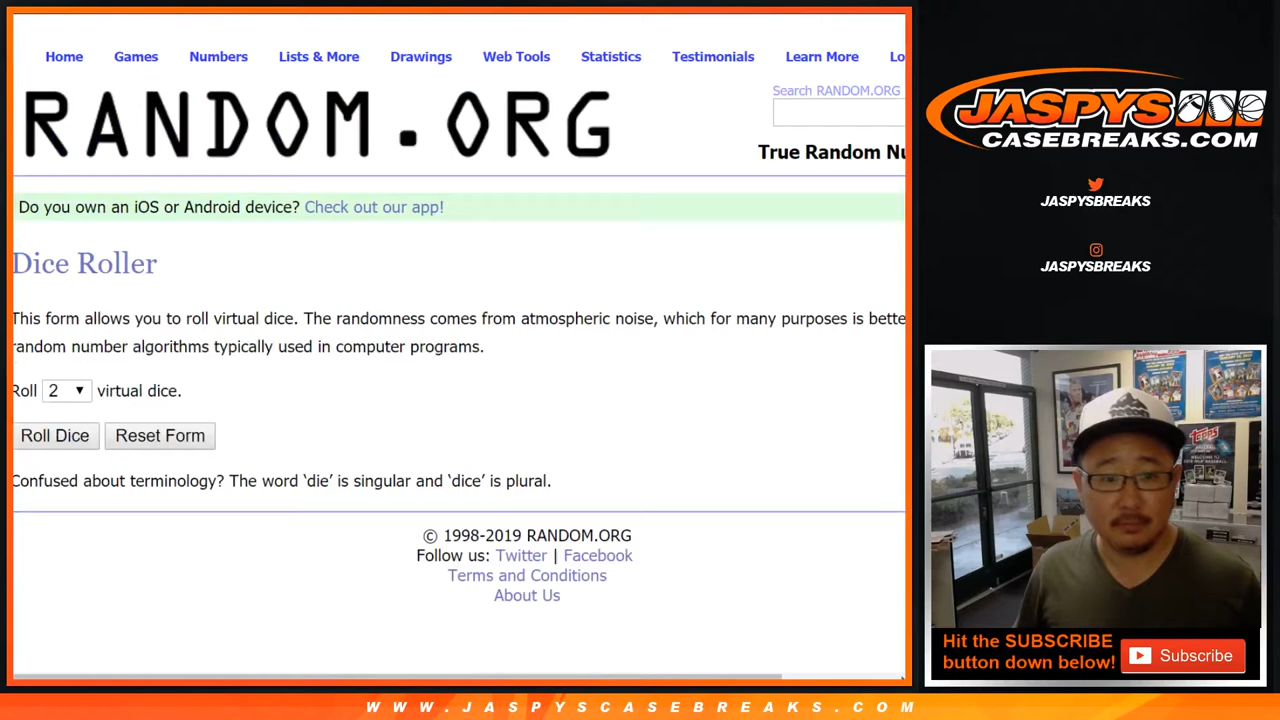 Home Games Numbers Lists & More Drawings Web Tools Statistics Testimonials Learn More Lo
Search RANDOM.ORG
RANDOM.ORG
True Random Nu
Do you own an iOS or Android device? Check out our app!
Dice Roller
This form allows you to roll virtual dice. The randomness comes from atmospheric noise, which for many purposes is bette
random number algorithms typically used in computer programs.
Roll 2 virtual dice.
Roll Dice Reset Form
Confused about terminology? The word ‘die’ is singular and ‘dice’ is plural.
© 1998-2019 RANDOM.ORG
Follow us: Twitter | Facebook
Terms and Conditions
About Us
JASPYS
CASEBREAKS.COM
JASPYSBREAKS
JASPYSBREAKS
topps
Hit the SUBSCRIBE
button down below!
Subscribe
WWW.JASPYSCASEBREAKS.COM